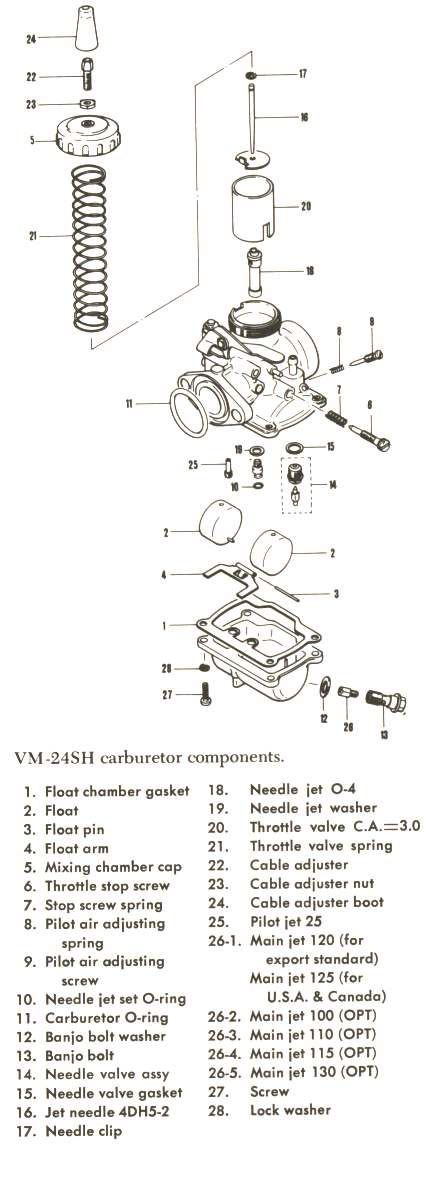 24
22
23
5
21
17
16
20
18
8
9
7
6
11
19
15
25
10
14
2
2
4
3
1
28
27
12
26
13
VM-24SH carburetor components.
1. Float chamber gasket
2. Float
3. Float pin
4. Float arm
5. Mixing chamber cap
6. Throttle stop screw
7. Stop screw spring
8. Pilot air adjusting
spring
9. Pilot air adjusting
screw
10. Needle jet set O-ring
11. Carburetor O-ring
12. Banjo bolt washer
13. Banjo bolt
14. Needle valve assy
15. Needle valve gasket
16. Jet needle 4DH5-2
17. Needle clip
18. Needle jet O-4
19. Needle jet washer
20. Throttle valve C.A.=3.0
21. Throttle valve spring
22. Cable adjuster
23. Cable adjuster nut
24. Cable adjuster boot
25. Pilot jet 25
26-1. Main jet 120 (for
export standard)
Main jet 125 (for
U.S.A. & Canada)
26-2. Main jet 100 (OPT)
26-3. Main jet 110 (OPT)
26-4. Main jet 115 (OPT)
26-5. Main jet 130 (OPT)
27. Screw
28. Lock washer